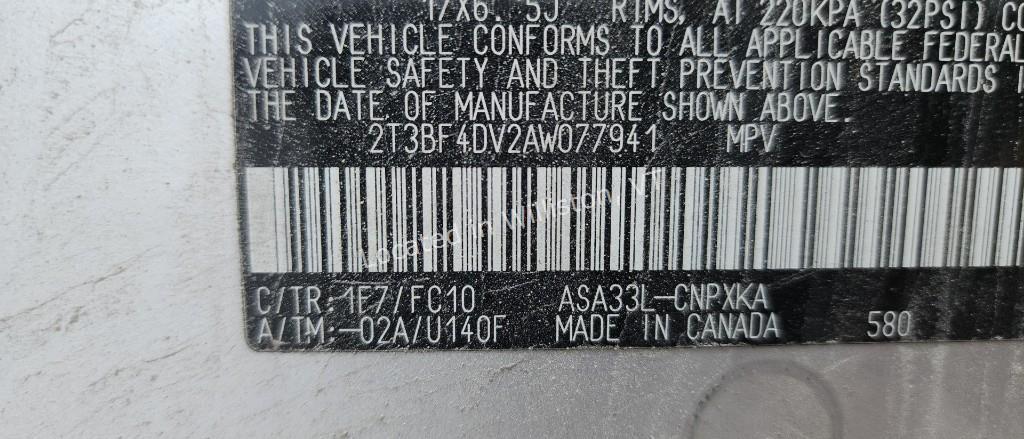 17X6.5J RIMS, AT 220KPA (32PSI)
THIS VEHICLE CONFORMS TO ALL APPLICABLE FEDERAL
VEHICLE SAFETY AND THEFT PREVENTION STANDARDS
THE DATE OF MANUFACTURE SHOWN ABOVE.
2T3BF4DV2AW077941 MPV
Located in Williston, VT
C/TR: 1F7/FC10 ASA33L-CNPXKA
A/TM:-02A/U140F MADE IN CANADA 580